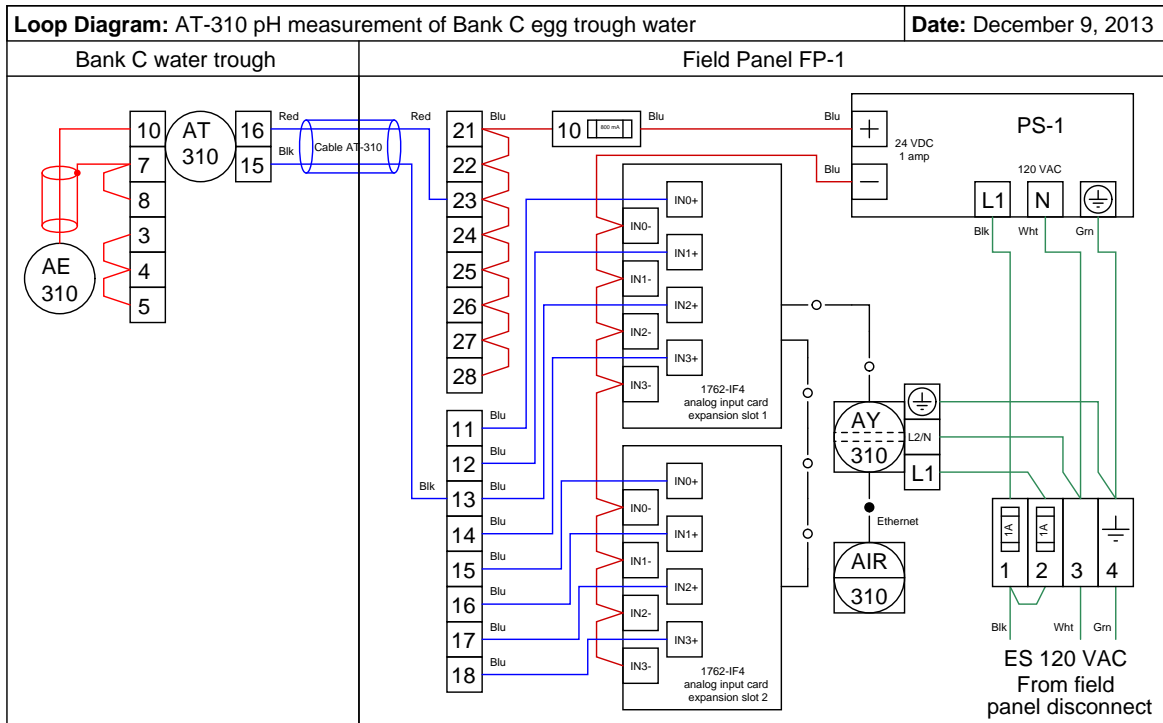 Loop Diagram: AT-310 pH measurement of Bank C egg trough water
Date: December 9, 2013
Bank C water trough
Field Panel FP-1
10
7
8
3
4
5
AT
310
16
15
AE
310
Red
Blk
Cable AT-310
Red
Blk
21
22
23
24
25
26
27
28
Blu
10
800 mA
Blu
Blu
Blu
11
12
13
14
15
16
17
18
Blu
Blu
Blu
Blu
Blu
Blu
Blu
Blu
IN0+
IN0-
IN1+
IN1-
IN2+
IN2-
IN3+
IN3-
1762-IF4
analog input card
expansion slot 1
IN0+
IN0-
IN1+
IN1-
IN2+
IN2-
IN3+
IN3-
1762-IF4
analog input card
expansion slot 2
+
−
24 VDC
1 amp
PS-1
120 VAC
L1
N
Blk
Wht
Grn
AY
310
L2/N
L1
Ethernet
AIR
310
1A
1A
1
2
3
4
Blk
Wht
Grn
ES 120 VAC
From field
panel disconnect